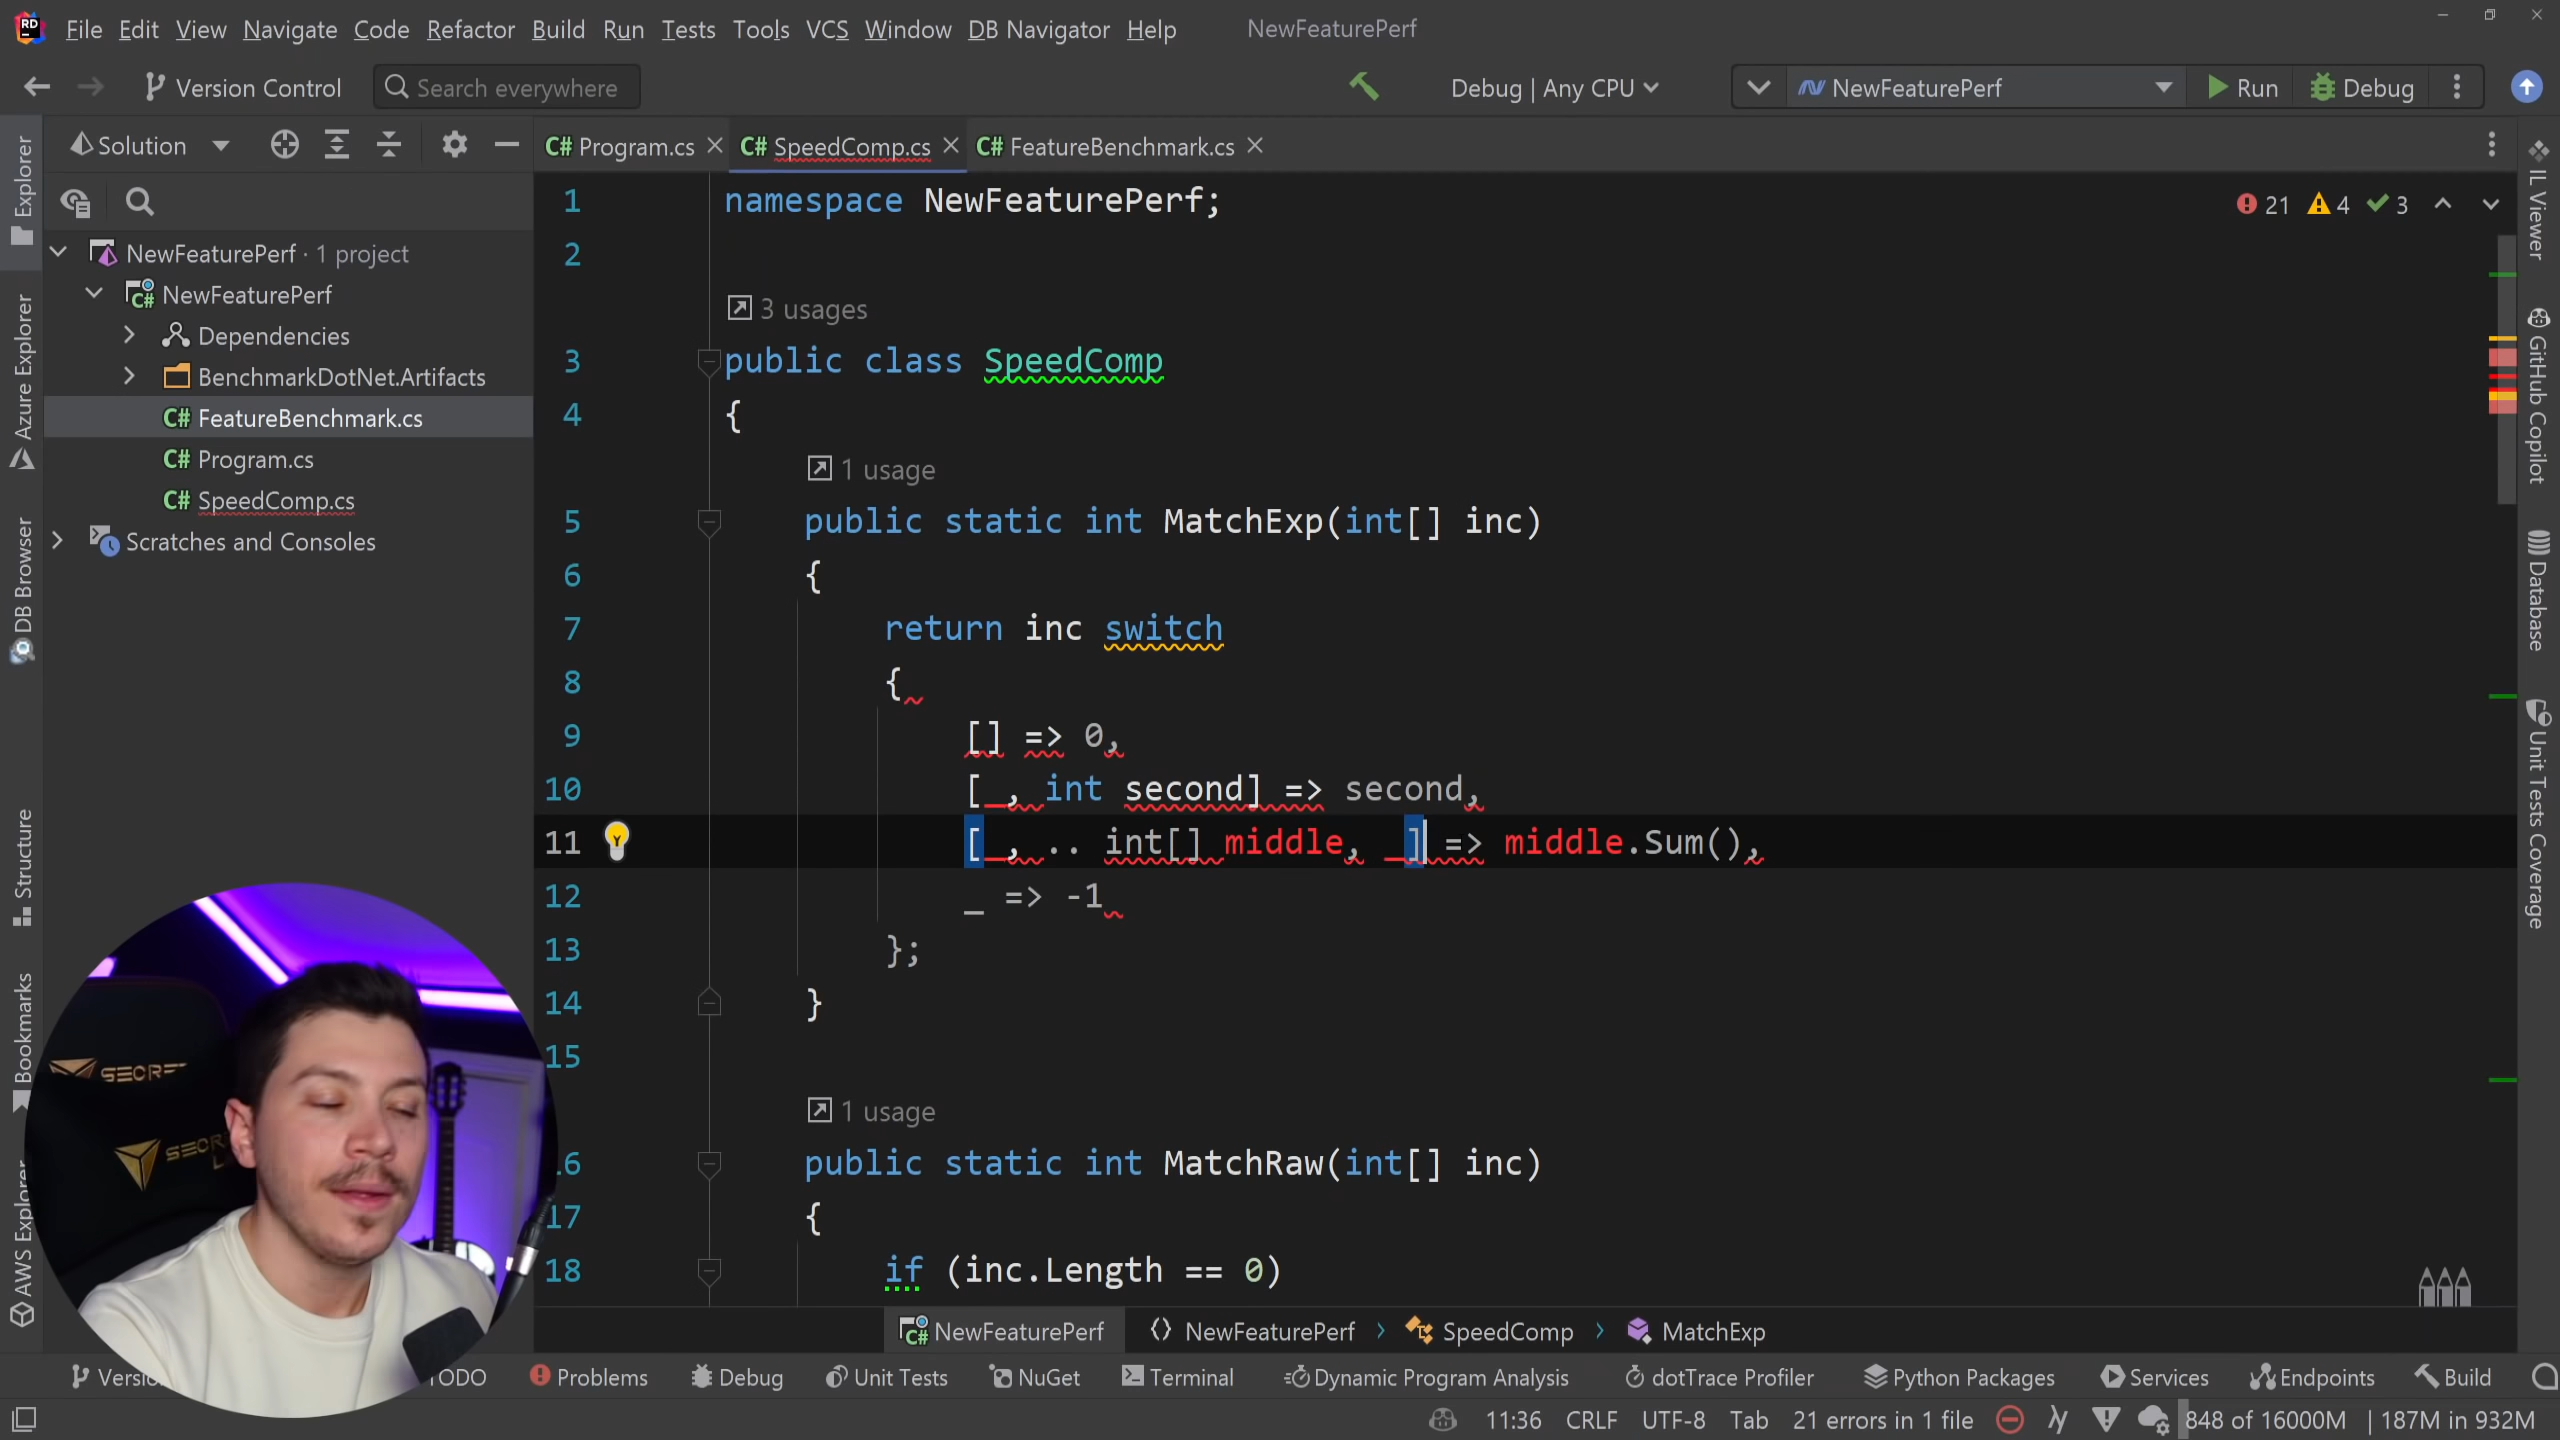 File Edit View Navigate Code Refactor Build Run Tests Tools VCS Window DB Navigator Help NewFeaturePerf
Version Control Search everywhere Debug | Any CPU NewFeaturePerf Run Debug
Explorer
Azure Explorer
DB Browser
Structure
Bookmarks
AWS Explorer
Solution
NewFeaturePerf · 1 project
NewFeaturePerf
Dependencies
BenchmarkDotNet.Artifacts
C# FeatureBenchmark.cs
C# Program.cs
C# SpeedComp.cs
Scratches and Consoles
C# Program.cs C# SpeedComp.cs C# FeatureBenchmark.cs
21 4 3
1 namespace NewFeaturePerf;
2
3 usages
3 public class SpeedComp
4 {
1 usage
5 public static int MatchExp(int[] inc)
6 {
7 return inc switch
8 {
9 [] => 0,
10 [_, int second] => second,
11 [_, .. int[] middle, _] => middle.Sum(),
12 _ => -1
13 };
14 }
15
1 usage
16 public static int MatchRaw(int[] inc)
17 {
18 if (inc.Length == 0)
IL Viewer
GitHub Copilot
Database
Unit Tests Coverage
SECRET
NewFeaturePerf NewFeaturePerf SpeedComp MatchExp
Problems Debug Unit Tests NuGet Terminal Dynamic Program Analysis dotTrace Profiler Python Packages Services Endpoints Build
11:36 CRLF UTF-8 Tab 21 errors in 1 file 848 of 16000M | 187M in 932M